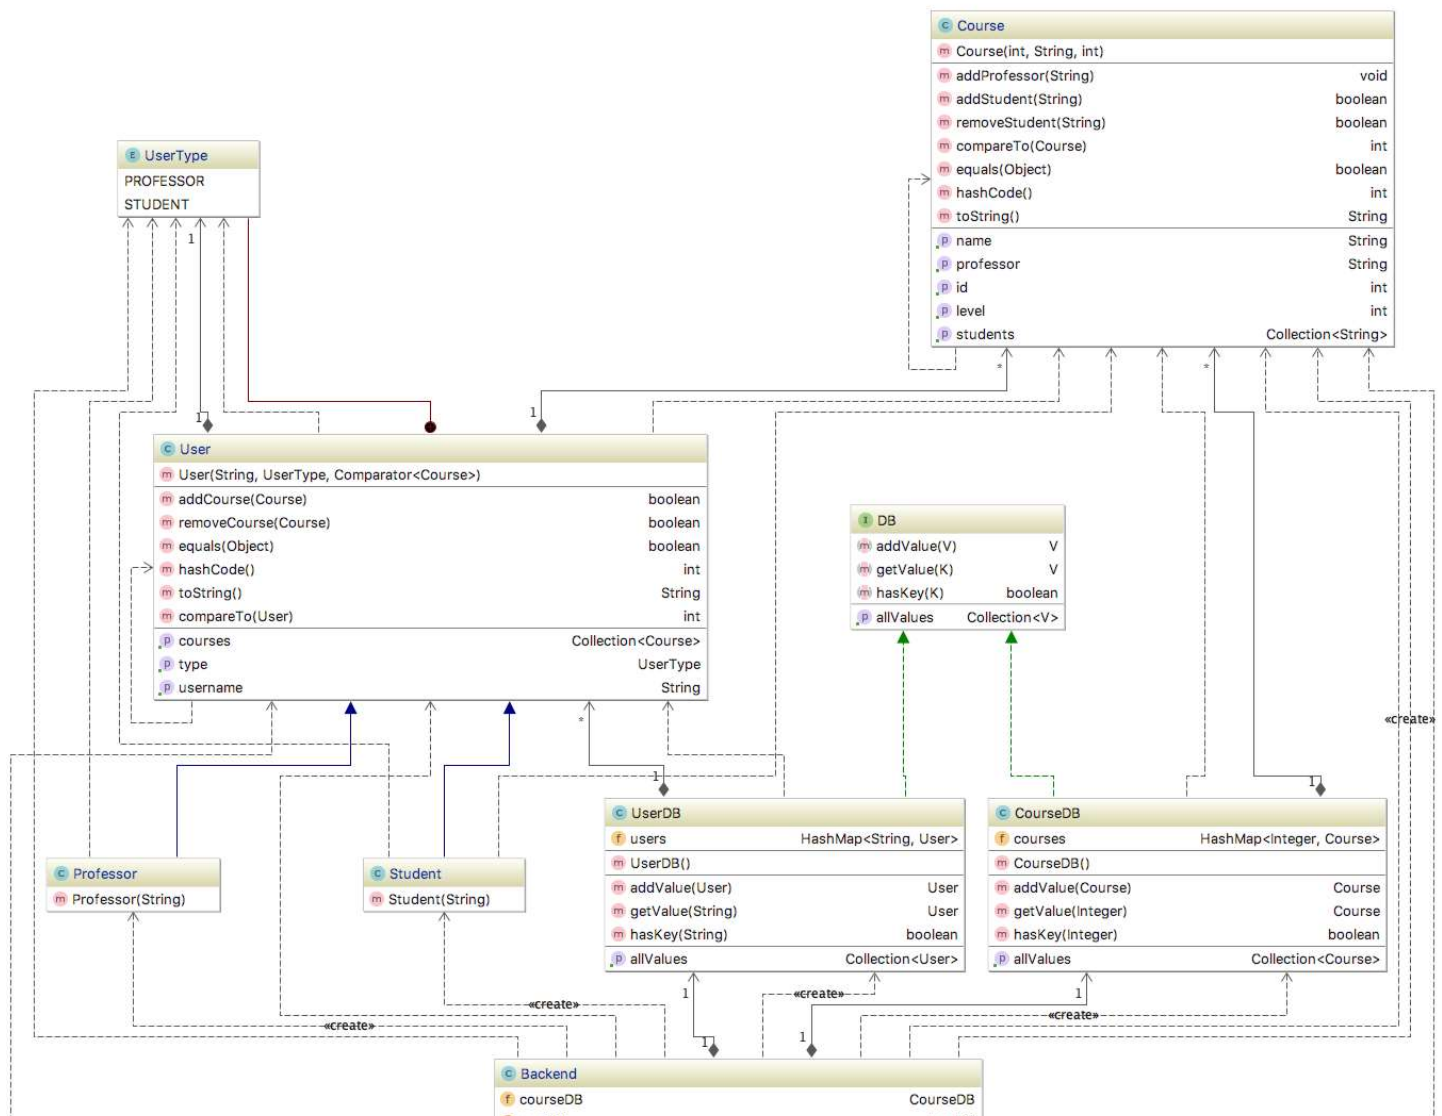 C Course
m Course(int, String, int)
m addProfessor(String) void
m addStudent(String) boolean
m removeStudent(String) boolean
m compareTo(Course) int
m equals(Object) boolean
m hashCode() int
m toString() String
p name String
p professor String
p id int
p level int
p students Collection<String>
E UserType
PROFESSOR
STUDENT
1
*
*
1
1
C User
m User(String, UserType, Comparator<Course>)
m addCourse(Course) boolean
m removeCourse(Course) boolean
m equals(Object) boolean
m hashCode() int
m toString() String
m compareTo(User) int
p courses Collection<Course>
p type UserType
p username String
I DB
m addValue(V) V
m getValue(K) V
m hasKey(K) boolean
p allValues Collection<V>
«create»
*
1
1
C UserDB
f users HashMap<String, User>
m UserDB()
m addValue(User) User
m getValue(String) User
m hasKey(String) boolean
p allValues Collection<User>
C CourseDB
f courses HashMap<Integer, Course>
m CourseDB()
m addValue(Course) Course
m getValue(Integer) Course
m hasKey(Integer) boolean
p allValues Collection<Course>
C Professor
m Professor(String)
C Student
m Student(String)
1
«create»
1
«create»
«create»
«create»
1
1
C Backend
f courseDB CourseDB